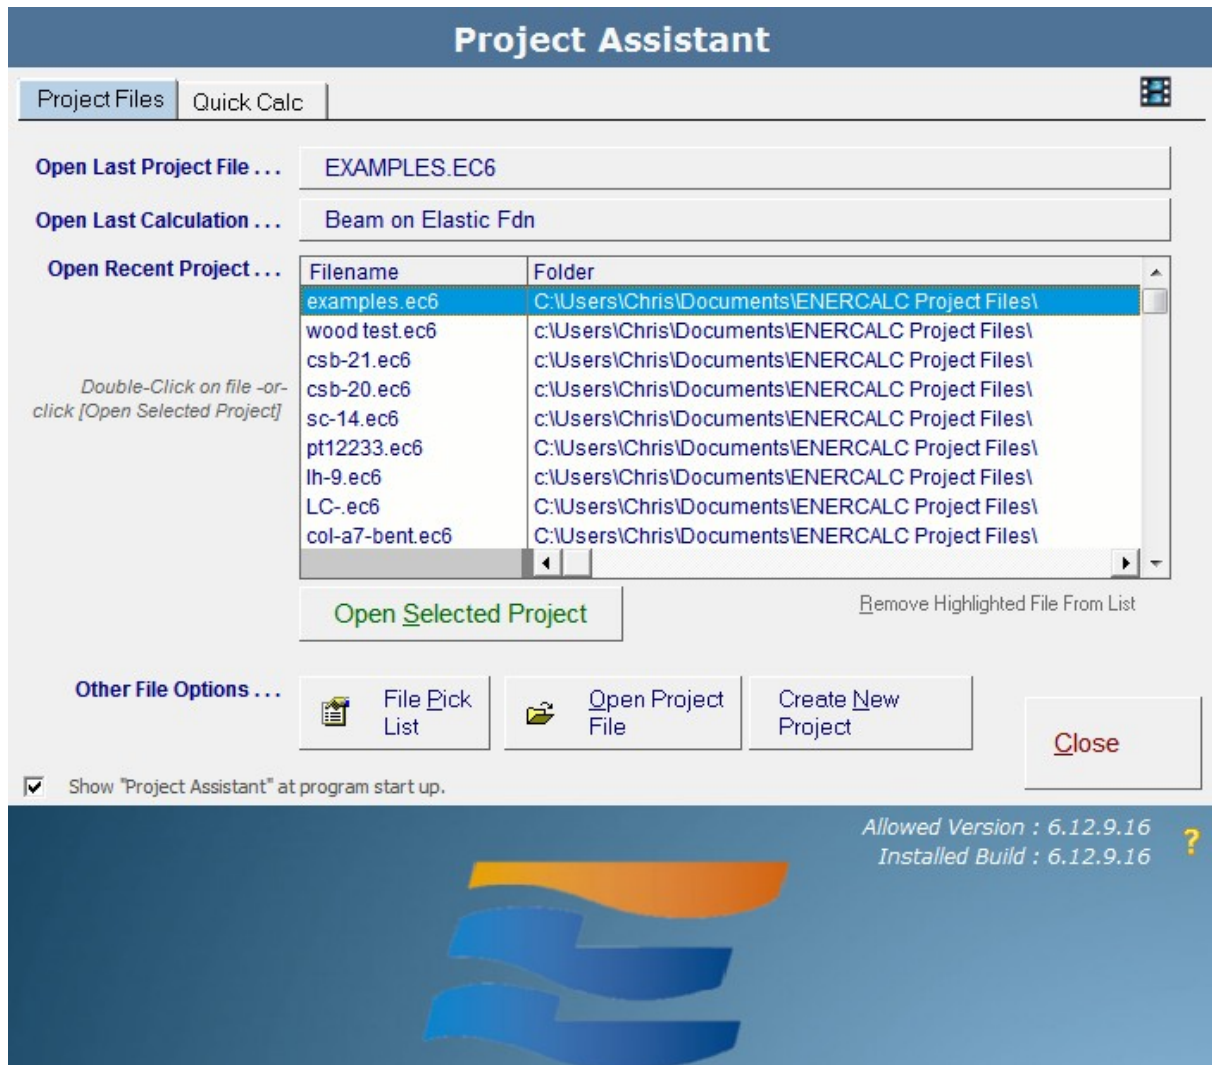 Project Assistant
Project Files Quick Calc
Open Last Project File . . . EXAMPLES.EC6
Open Last Calculation . . . Beam on Elastic Fdn
Open Recent Project . . . Filename Folder
examples.ec6 C:\Users\Chris\Documents\ENERCALC Project Files\
wood test.ec6 c:\Users\Chris\Documents\ENERCALC Project Files\
csb-21.ec6 c:\Users\Chris\Documents\ENERCALC Project Files\
Double-Click on file -or- csb-20.ec6 c:\Users\Chris\Documents\ENERCALC Project Files\
click [Open Selected Project] sc-14.ec6 C:\Users\Chris\Documents\ENERCALC Project Files\
pt12233.ec6 C:\Users\Chris\Documents\ENERCALC Project Files\
lh-9.ec6 c:\Users\Chris\Documents\ENERCALC Project Files\
LC-.ec6 C:\Users\Chris\Documents\ENERCALC Project Files\
col-a7-bent.ec6 C:\Users\Chris\Documents\ENERCALC Project Files\
Open Selected Project Remove Highlighted File From List
Other File Options . . . File Pick List Open Project File Create New Project
Close
Show "Project Assistant" at program start up.
Allowed Version : 6.12.9.16 ?
Installed Build : 6.12.9.16